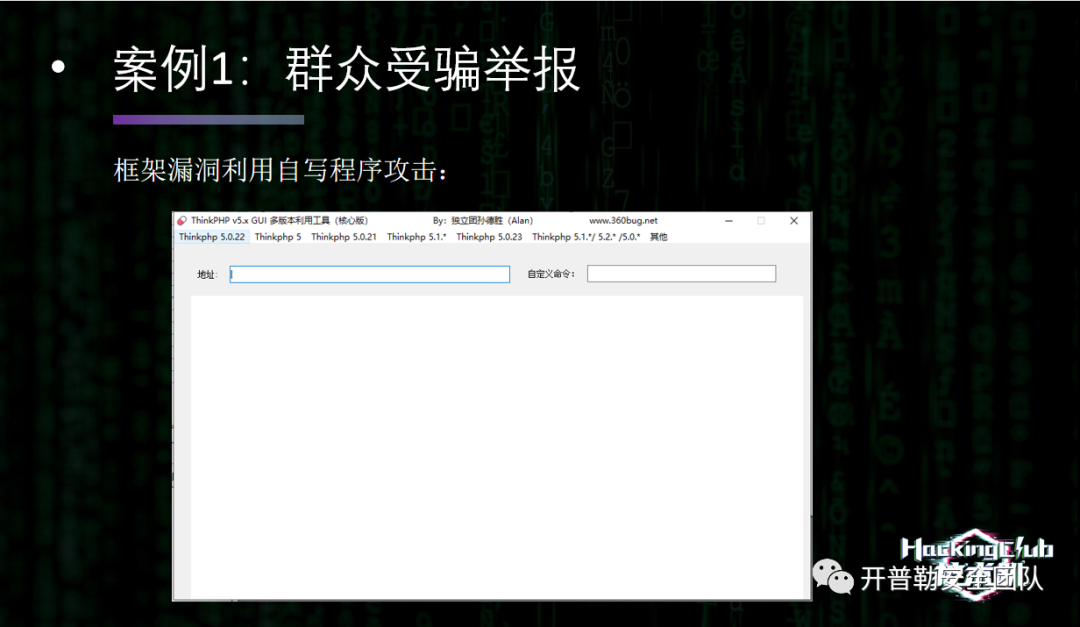 • 案例1：群众受骗举报
框架漏洞利用自写程序攻击：
ThinkPHP v5.x GUI 多版本利用工具（核心版） By：独立团孙德胜（Alan） www.360bug.net
Thinkphp 5.0.22 Thinkphp 5 Thinkphp 5.0.21 Thinkphp 5.1.* Thinkphp 5.0.23 Thinkphp 5.1.*/ 5.2.* /5.0.* 其他
地址： 自定义命令：
HackingClub
开普勒安全团队